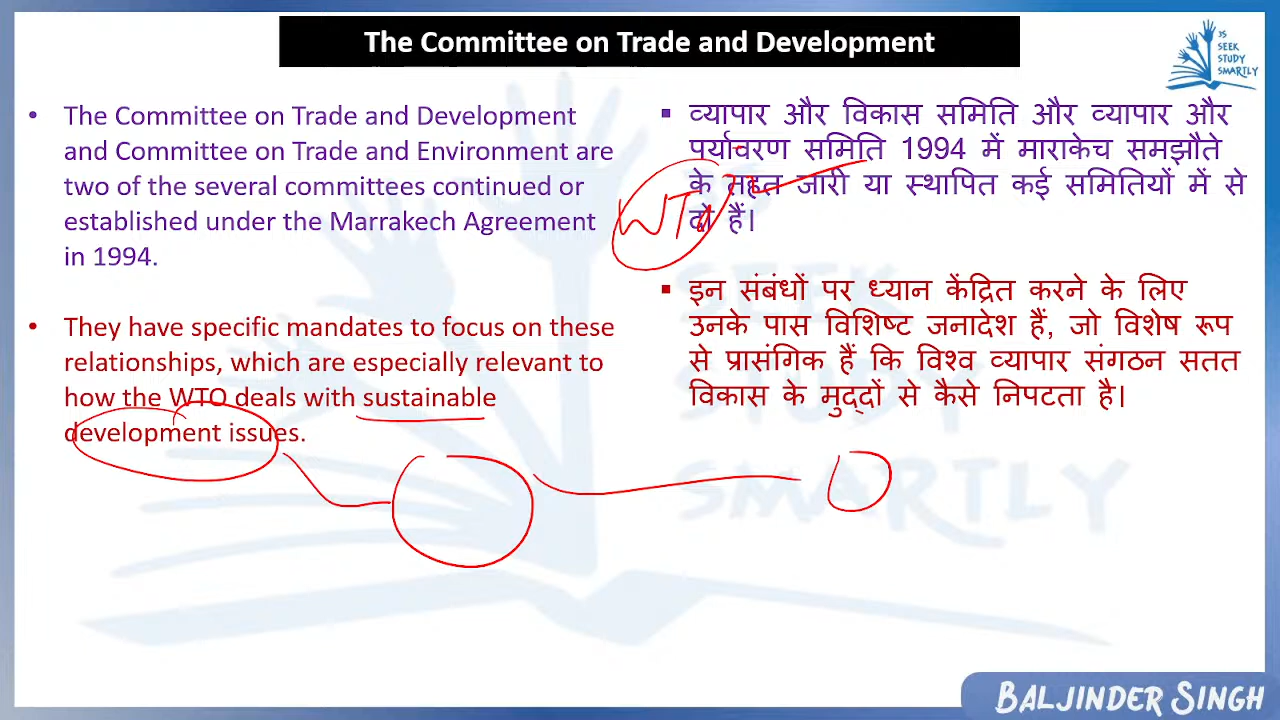 The Committee on Trade and Development
3S
SEEK
STUDY
SMARTLY
• The Committee on Trade and Development
and Committee on Trade and Environment are
two of the several committees continued or
established under the Marrakech Agreement
in 1994.
• They have specific mandates to focus on these
relationships, which are especially relevant to
how the WTO deals with sustainable
development issues.
▪ व्यापार और विकास समिति और व्यापार और
पर्यावरण समिति 1994 में माराकेच समझौते
के तहत जारी या स्थापित कई समितियों में से
दो हैं।
▪ इन संबंधों पर ध्यान केंद्रित करने के लिए
उनके पास विशिष्ट जनादेश हैं, जो विशेष रूप
से प्रासंगिक हैं कि विश्व व्यापार संगठन सतत
विकास के मुद्दों से कैसे निपटता है।
SEEK
STUDY
SMARTLY
BALJINDER SINGH